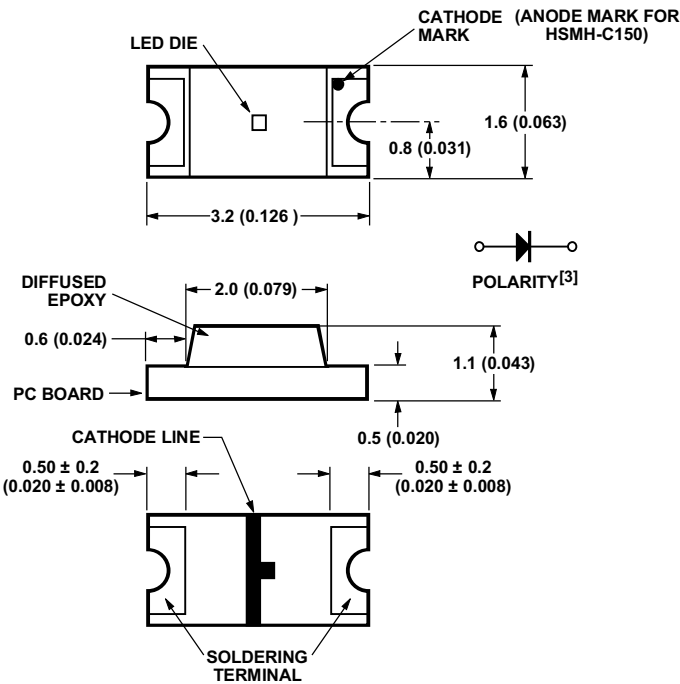 CATHODE MARK
(ANODE MARK FOR HSMH-C150)
LED DIE
1.6 (0.063)
0.8 (0.031)
3.2 (0.126 )
POLARITY[3]
DIFFUSED EPOXY
2.0 (0.079)
0.6 (0.024)
1.1 (0.043)
PC BOARD
0.5 (0.020)
CATHODE LINE
0.50 ± 0.2
(0.020 ± 0.008)
0.50 ± 0.2
(0.020 ± 0.008)
SOLDERING
TERMINAL